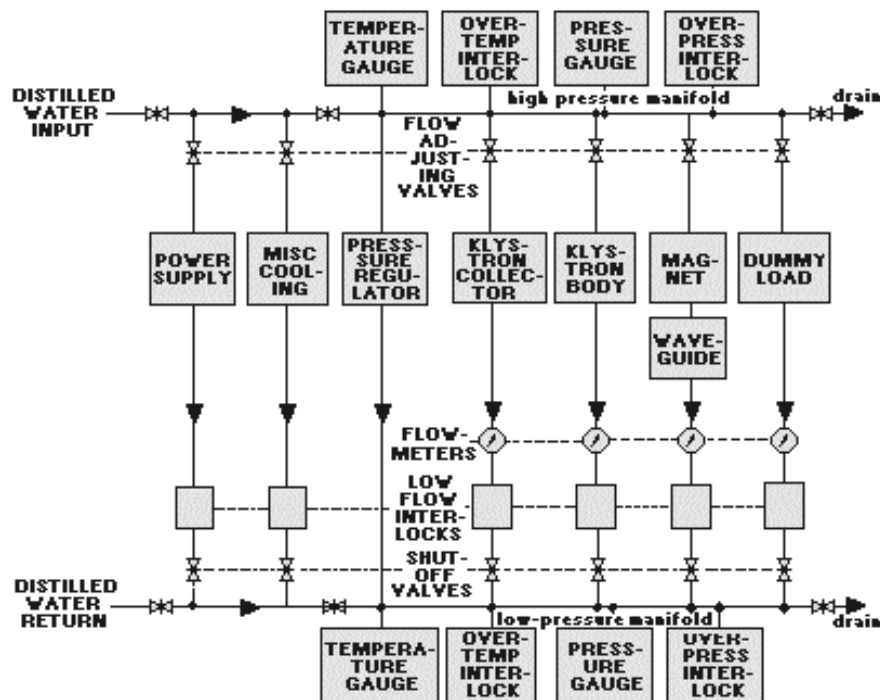 TEMPER-
ATURE
GAUGE
OVER-
TEMP
INTER-
LOCK
PRES-
SURE
GAUGE
OVER-
PRESS
INTER-
LOCK
high pressure manifold
DISTILLED
WATER
INPUT
drain
FLOW
AD-
JUST-
ING
VALVES
POWER
SUPPLY
MISC
COOL-
ING
PRES-
SURE
REGU-
LATOR
KLYS-
TRON
COLLEC-
TOR
KLYS-
TRON
BODY
MAG-
NET
DUMMY
LOAD
WAVE-
GUIDE
FLOW-
METERS
LOW
FLOW
INTER-
LOCKS
SHUT-
OFF
VALVES
DISTILLED
WATER
RETURN
low-pressure manifold
drain
TEMPERA-
TURE
GAUGE
OVER-
TEMP
INTER-
LOCK
PRESS-
URE
GAUGE
OVER-
PRESS
INTER-
LOCK